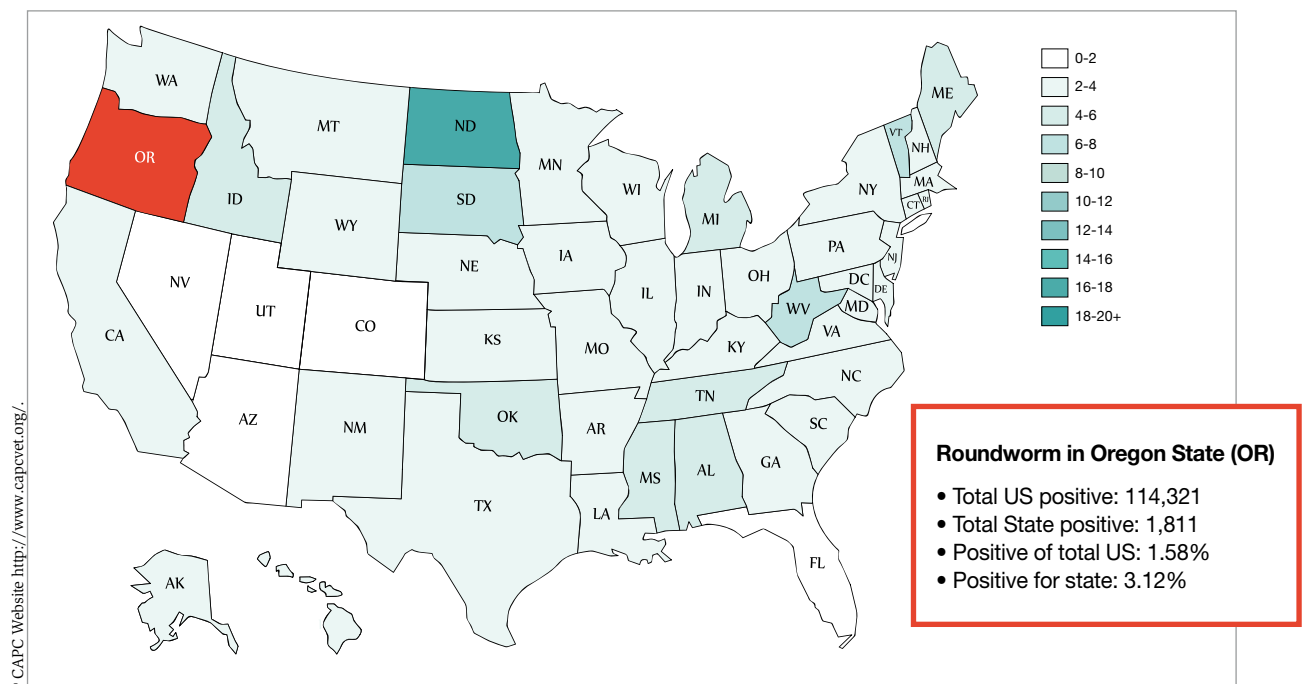 WA
OR
MT
ID
WY
ND
SD
NE
MN
WI
IA
MI
NV
UT
CO
CA
AZ
NM
KS
OK
TX
MO
AR
LA
IL
IN
OH
KY
TN
MS
AL
GA
FL
SC
NC
VA
WV
PA
NY
VT
NH
ME
MA
CT
RI
NJ
DC
DE
MD
AK
0-2
2-4
4-6
6-8
8-10
10-12
12-14
14-16
16-18
18-20+
Roundworm in Oregon State (OR)
• Total US positive: 114,321
• Total State positive: 1,811
• Positive of total US: 1.58%
• Positive for state: 3.12%
CAPC Website http://www.capcvet.org/.